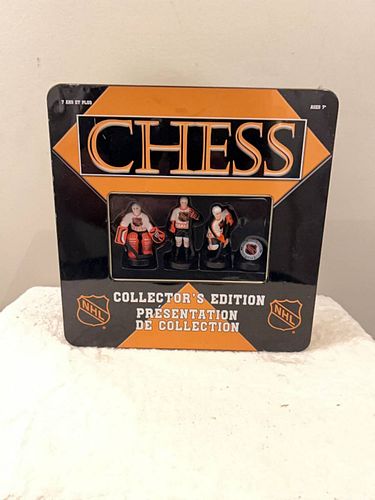 7 ANS ET PLUS
AGES 7+
CHESS
COLLECTOR'S EDITION
PRÉSENTATION
DE COLLECTION
NHL
NHL